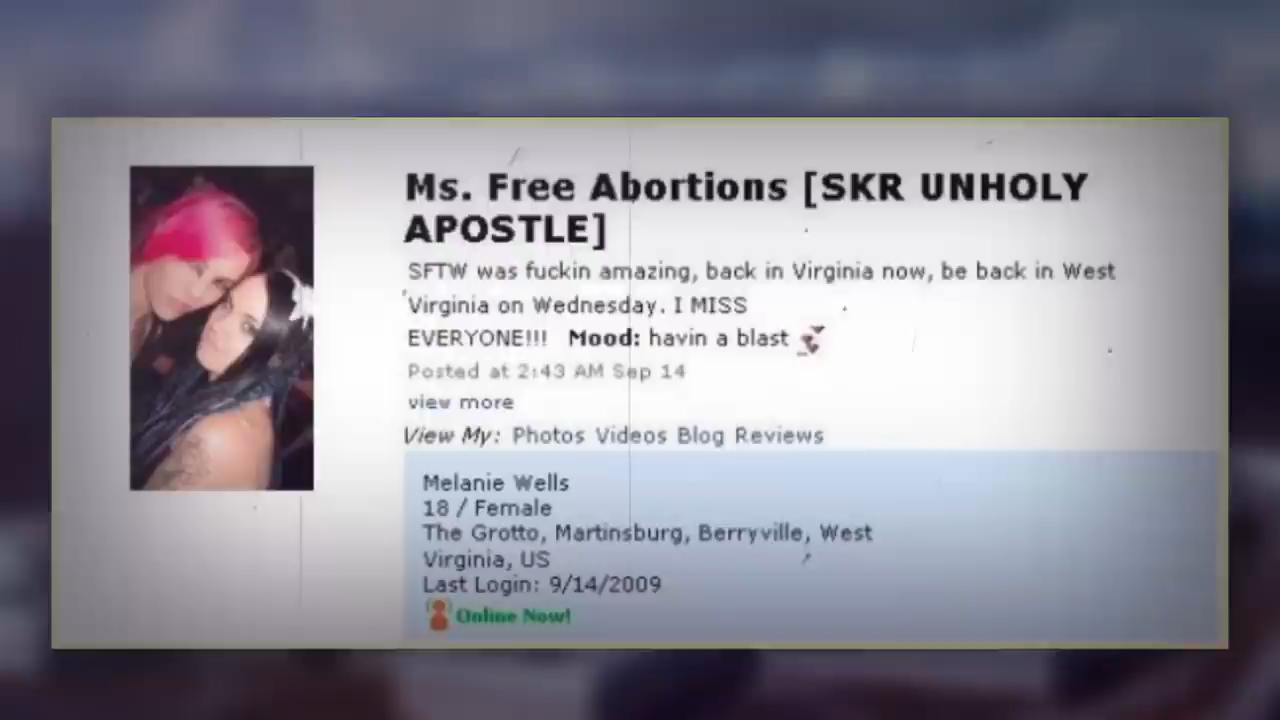 Ms. Free Abortions [SKR UNHOLY
APOSTLE]
SFTW was fuckin amazing, back in Virginia now, be back in West
Virginia on Wednesday. I MISS
EVERYONE!!! Mood: havin a blast
Posted at 2:43 AM Sep 14
view more
View My: Photos Videos Blog Reviews
Melanie Wells
18 / Female
The Grotto, Martinsburg, Berryville, West
Virginia, US
Last Login: 9/14/2009
Online Now!